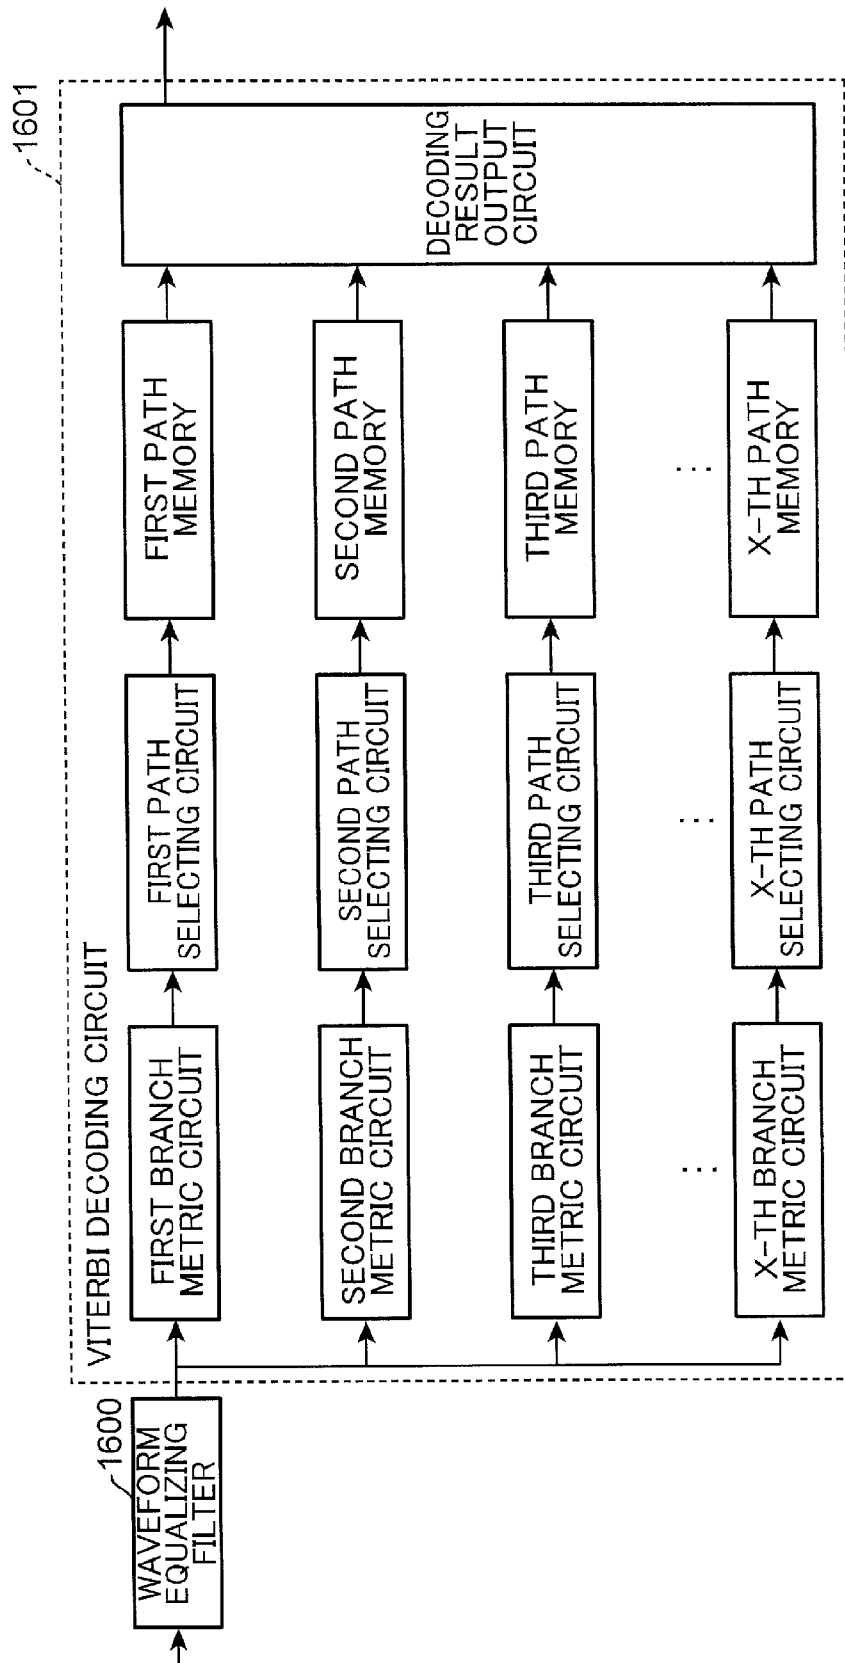 1601
VITERBI DECODING CIRCUIT
1600
WAVEFORM
EQUALIZING
FILTER
FIRST BRANCH
METRIC CIRCUIT
FIRST PATH
SELECTING CIRCUIT
FIRST PATH
MEMORY
SECOND BRANCH
METRIC CIRCUIT
SECOND PATH
SELECTING CIRCUIT
SECOND PATH
MEMORY
THIRD BRANCH
METRIC CIRCUIT
THIRD PATH
SELECTING CIRCUIT
THIRD PATH
MEMORY
...
...
...
X-TH BRANCH
METRIC CIRCUIT
X-TH PATH
SELECTING CIRCUIT
X-TH PATH
MEMORY
DECODING
RESULT
OUTPUT
CIRCUIT